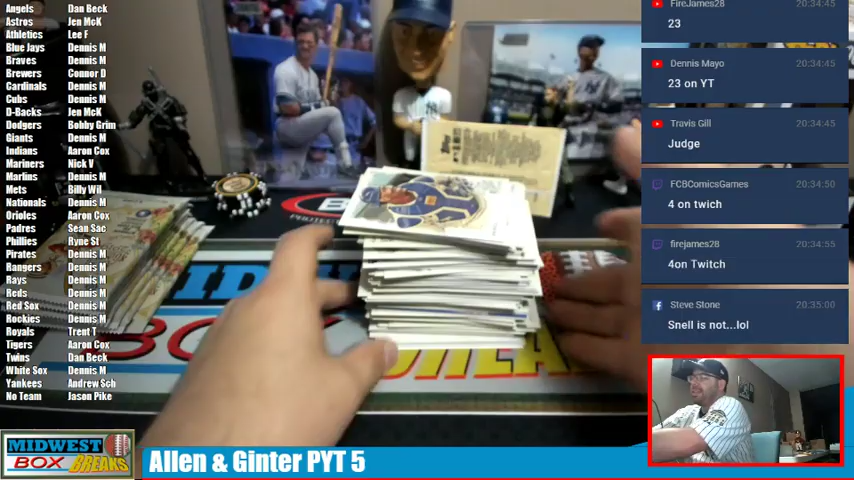 Angels Dan Beck
Astros Jen McK
Athletics Lee F
Blue Jays Dennis M
Braves Dennis M
Brewers Connor D
Cardinals Dennis M
Cubs Dennis M
D-Backs Jen McK
Dodgers Bobby Grim
Giants Dennis M
Indians Aaron Cox
Mariners Nick V
Marlins Dennis M
Mets Billy Wil
Nationals Dennis M
Orioles Aaron Cox
Padres Sean Sac
Phillies Ryne St
Pirates Dennis M
Rangers Dennis M
Rays Dennis M
Reds Dennis M
Red Sox Dennis M
Rockies Dennis M
Royals Trent T
Tigers Aaron Cox
Twins Dan Beck
White Sox Dennis M
Yankees Andrew Sch
No Team Jason Pike
FireJames28 20:34:45
23
Dennis Mayo 20:34:45
23 on YT
Travis Gill 20:34:45
Judge
FCBComicsGames 20:34:50
4 on twich
firejames28 20:34:55
4on Twitch
Steve Stone 20:35:00
Snell is not...lol
MIDWEST
BOX BREAKS
Allen & Ginter PYT 5